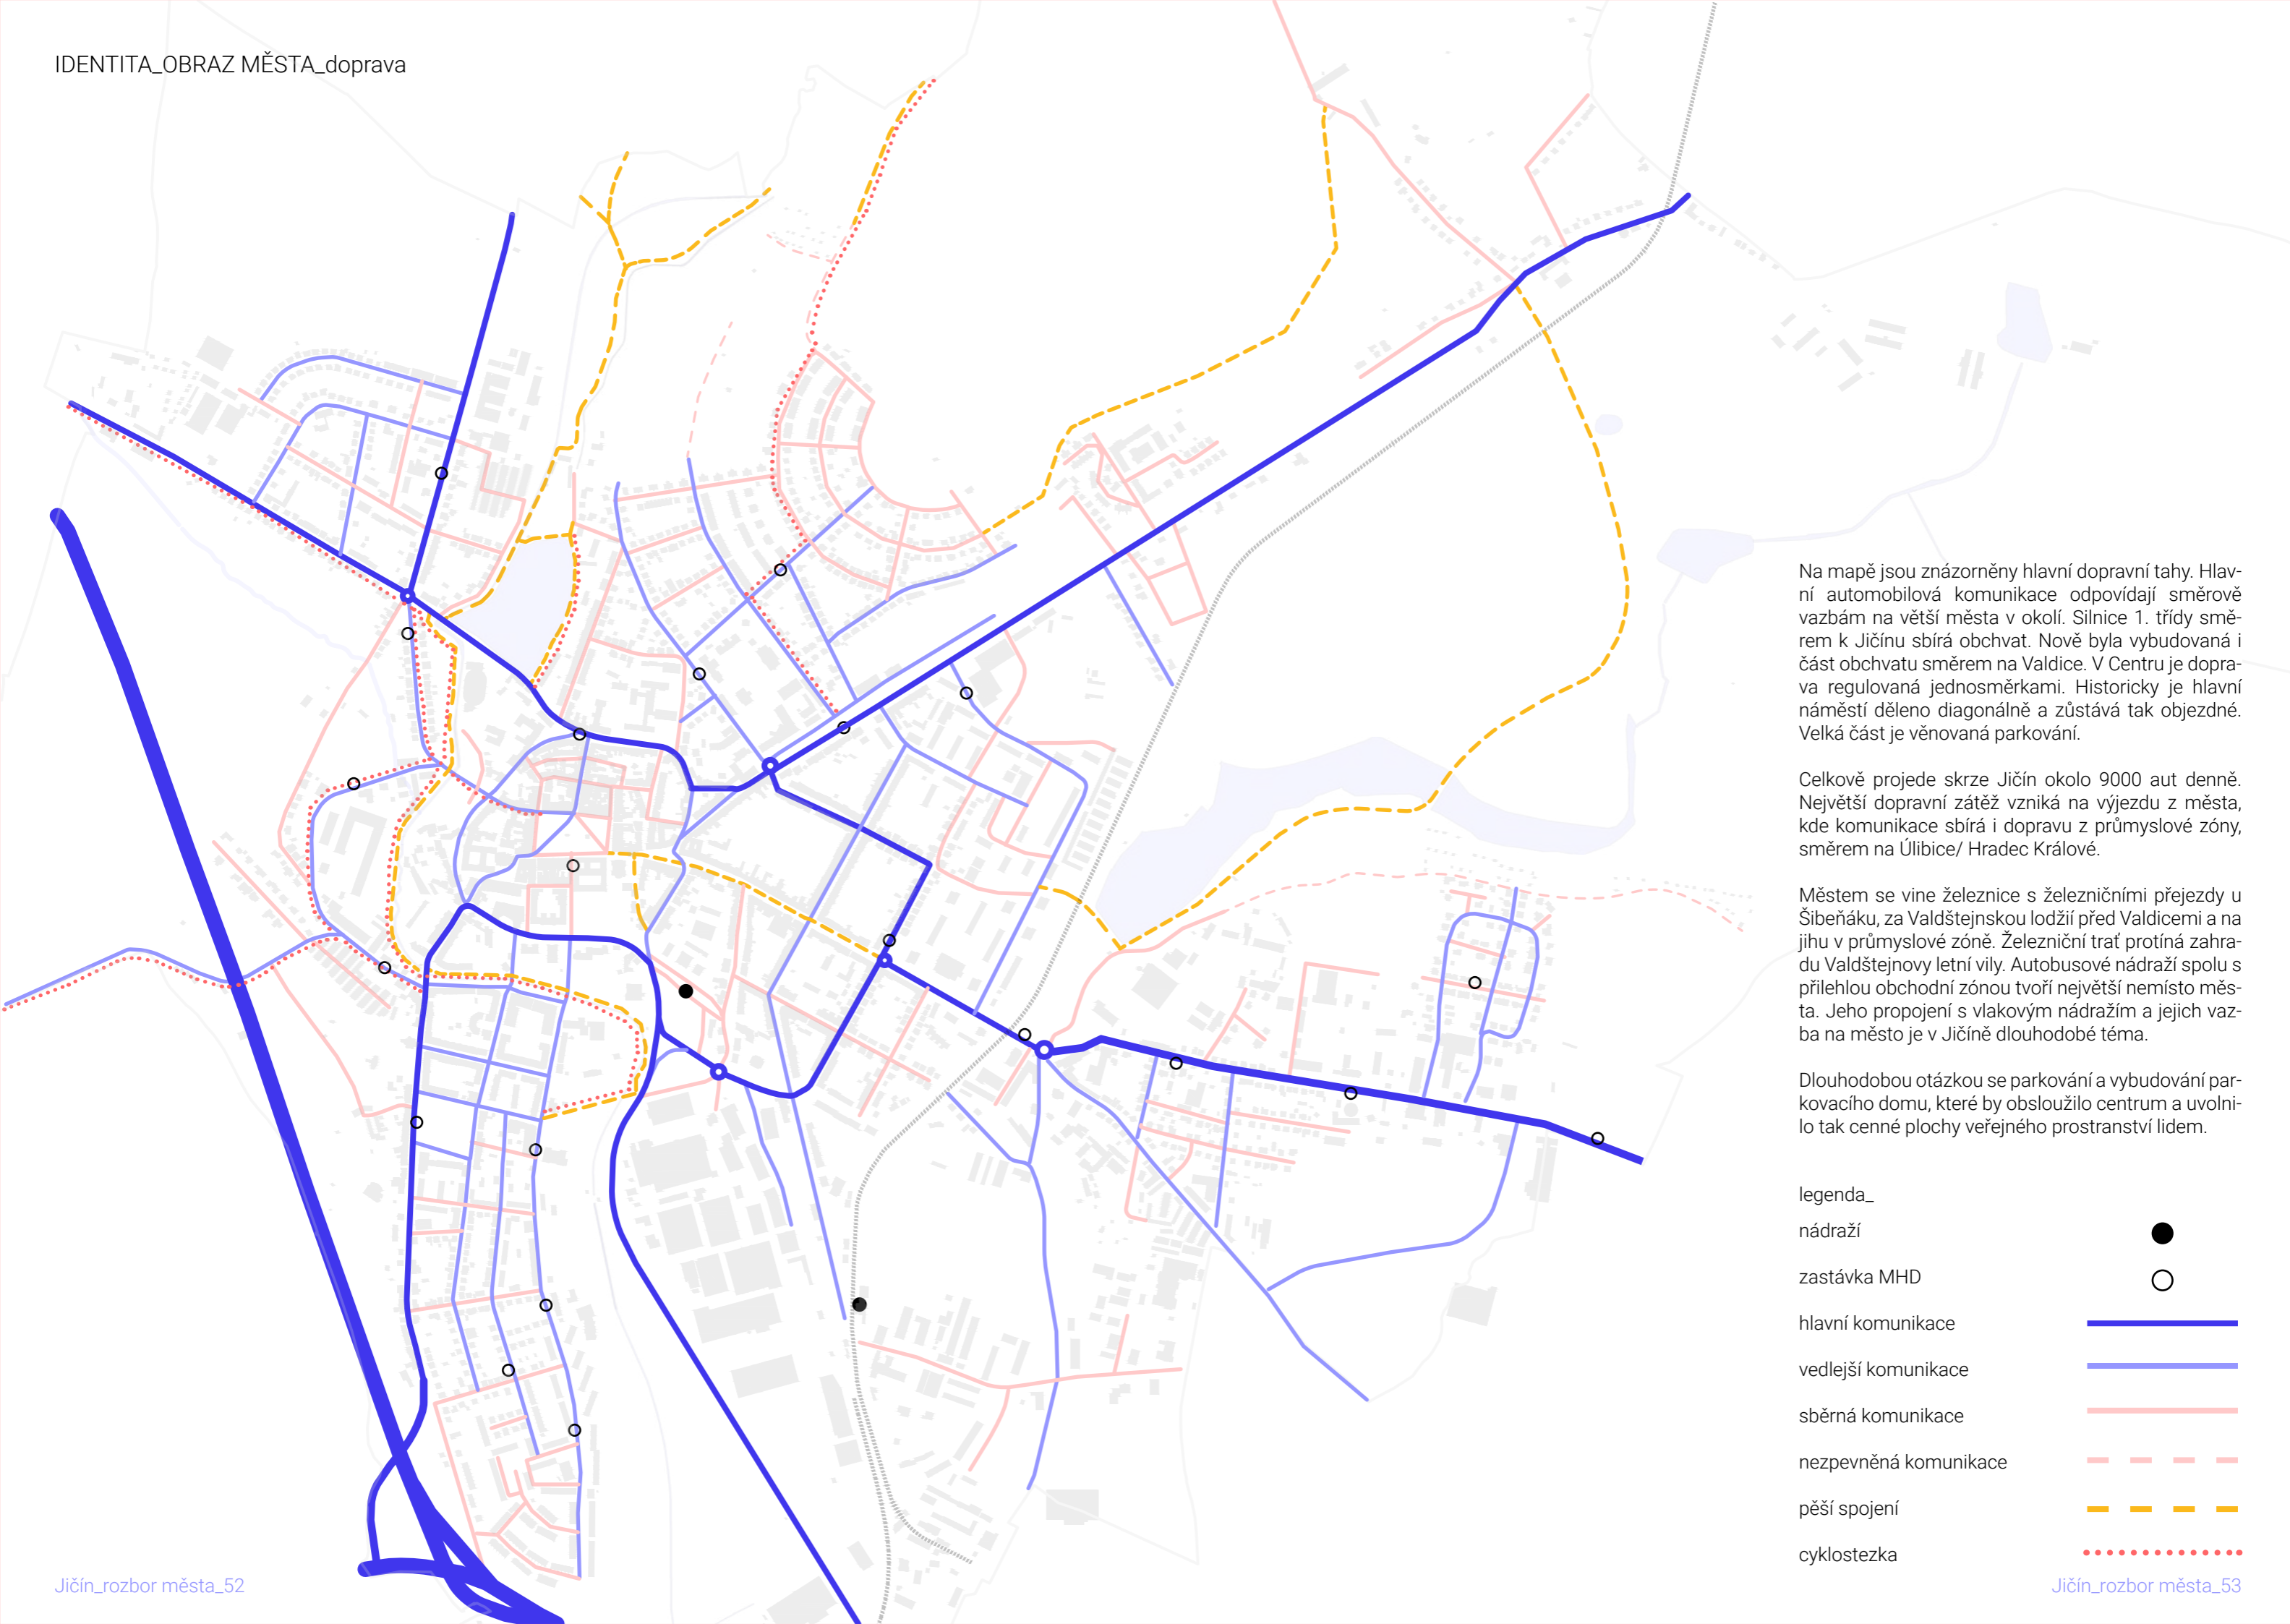 IDENTITA_OBRAZ MĚSTA_doprava
Na mapě jsou znázorněny hlavní dopravní tahy. Hlav-
ní automobilová komunikace odpovídají směrově
vazbám na větší města v okolí. Silnice 1. třídy smě-
rem k Jičínu sbírá obchvat. Nově byla vybudovaná i
část obchvatu směrem na Valdice. V Centru je dopra-
va regulovaná jednosměrkami. Historicky je hlavní
náměstí děleno diagonálně a zůstává tak objezdné.
Velká část je věnovaná parkování.
Celkově projede skrze Jičín okolo 9000 aut denně.
Největší dopravní zátěž vzniká na výjezdu z města,
kde komunikace sbírá i dopravu z průmyslové zóny,
směrem na Úlibice/ Hradec Králové.
Městem se vine železnice s železničními přejezdy u
Šibeňáku, za Valdštejnskou lodžií před Valdicemi a na
jihu v průmyslové zóně. Železniční trať protíná zahra-
du Valdštejnovy letní vily. Autobusové nádraží spolu s
přilehlou obchodní zónou tvoří největší nemísto měs-
ta. Jeho propojení s vlakovým nádražím a jejich vaz-
ba na město je v Jičíně dlouhodobé téma.
Dlouhodobou otázkou se parkování a vybudování par-
kovacího domu, které by obsloužilo centrum a uvolni-
lo tak cenné plochy veřejného prostranství lidem.
legenda_
nádraží
zastávka MHD
hlavní komunikace
vedlejší komunikace
sběrná komunikace
nezpevněná komunikace
pěší spojení
cyklostezka
Jičín_rozbor města_52
Jičín_rozbor města_53